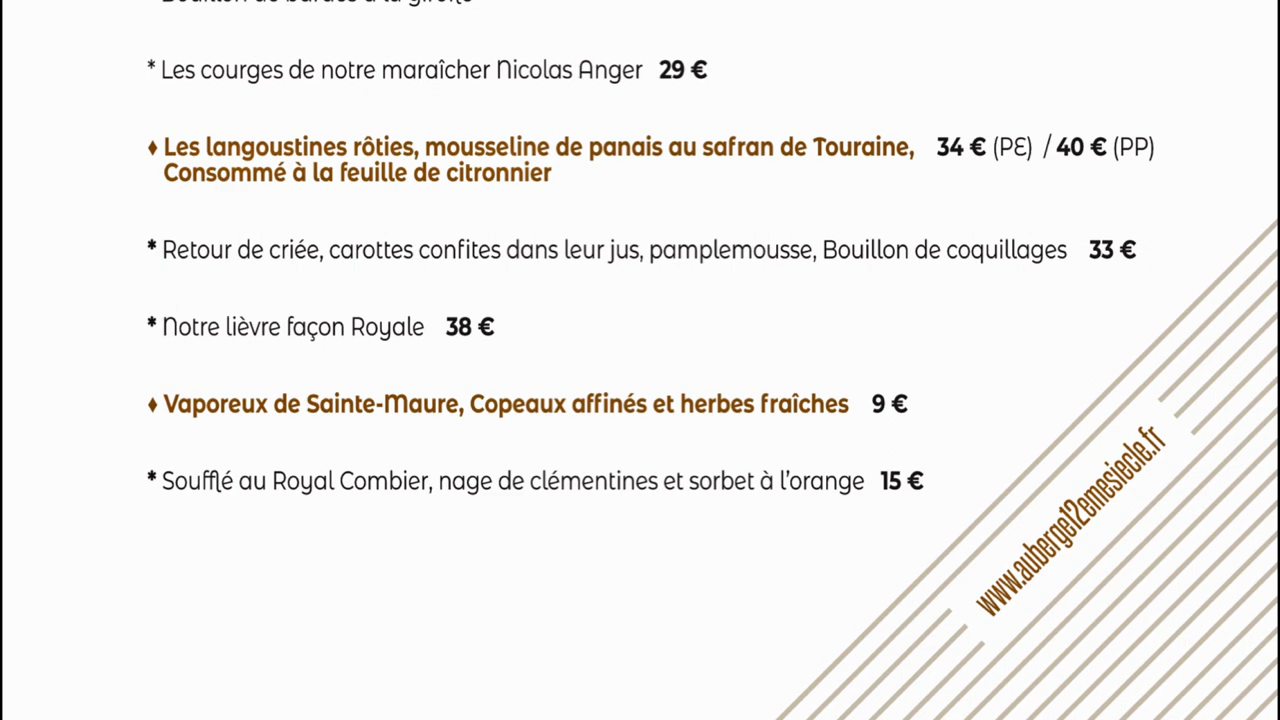 * Les courges de notre maraîcher Nicolas Anger 29 €
♦ Les langoustines rôties, mousseline de panais au safran de Touraine, 34 € (PE) / 40 € (PP)
Consommé à la feuille de citronnier
* Retour de criée, carottes confites dans leur jus, pamplemousse, Bouillon de coquillages 33 €
* Notre lièvre façon Royale 38 €
♦ Vaporeux de Sainte-Maure, Copeaux affinés et herbes fraîches 9 €
* Soufflé au Royal Combier, nage de clémentines et sorbet à l'orange 15 €
www.auberge12emesiecle.fr